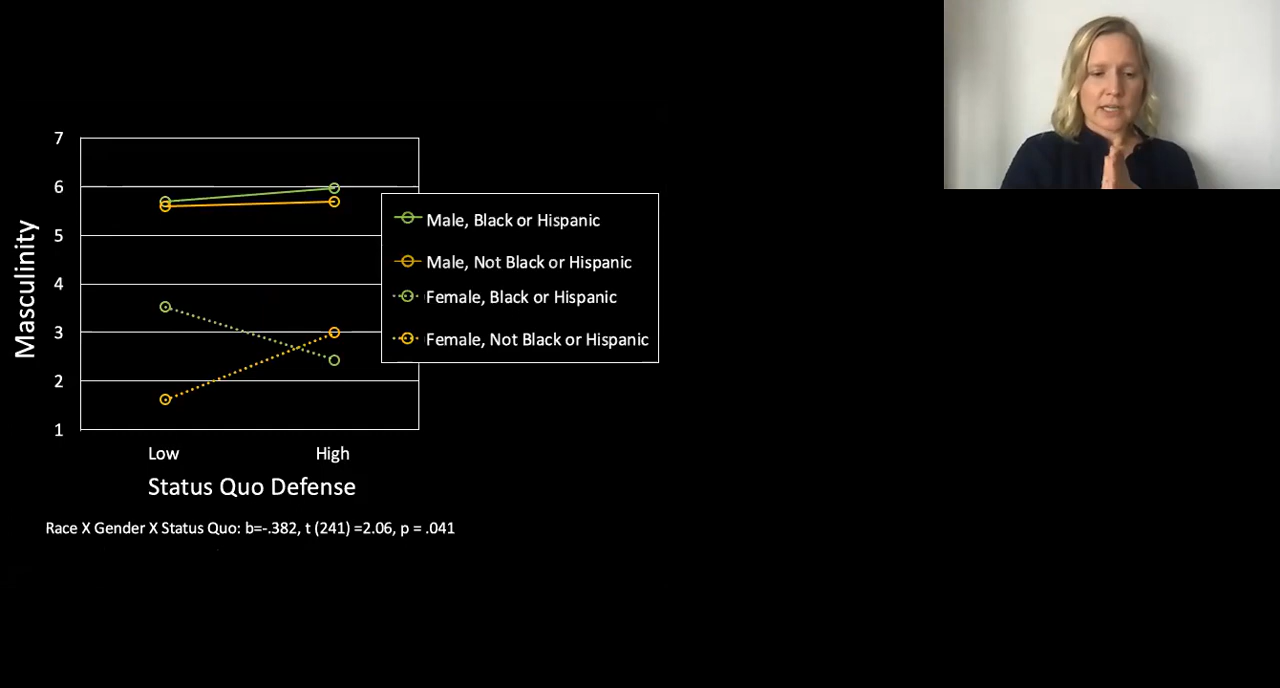 7
6
5
4
3
2
1
Masculinity
Low High
Status Quo Defense
Male, Black or Hispanic
Male, Not Black or Hispanic
Female, Black or Hispanic
Female, Not Black or Hispanic
Race X Gender X Status Quo: b=-.382, t (241) =2.06, p = .041